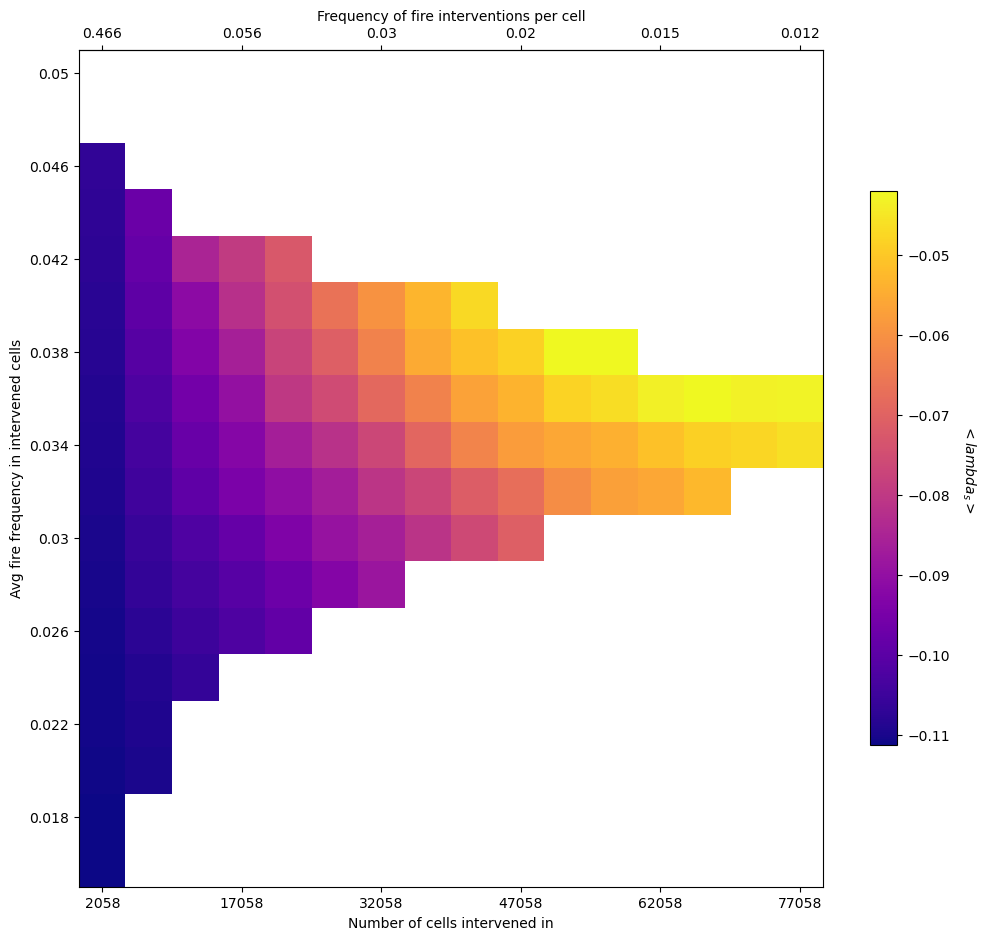 Frequency of fire interventions per cell
0.466 0.056 0.03 0.02 0.015 0.012
Avg fire frequency in intervened cells
0.05
0.046
0.042
0.038
0.034
0.03
0.026
0.022
0.018
2058 17058 32058 47058 62058 77058
Number of cells intervened in
−0.05
−0.06
−0.07
−0.08
−0.09
−0.10
−0.11
< lambda_s >